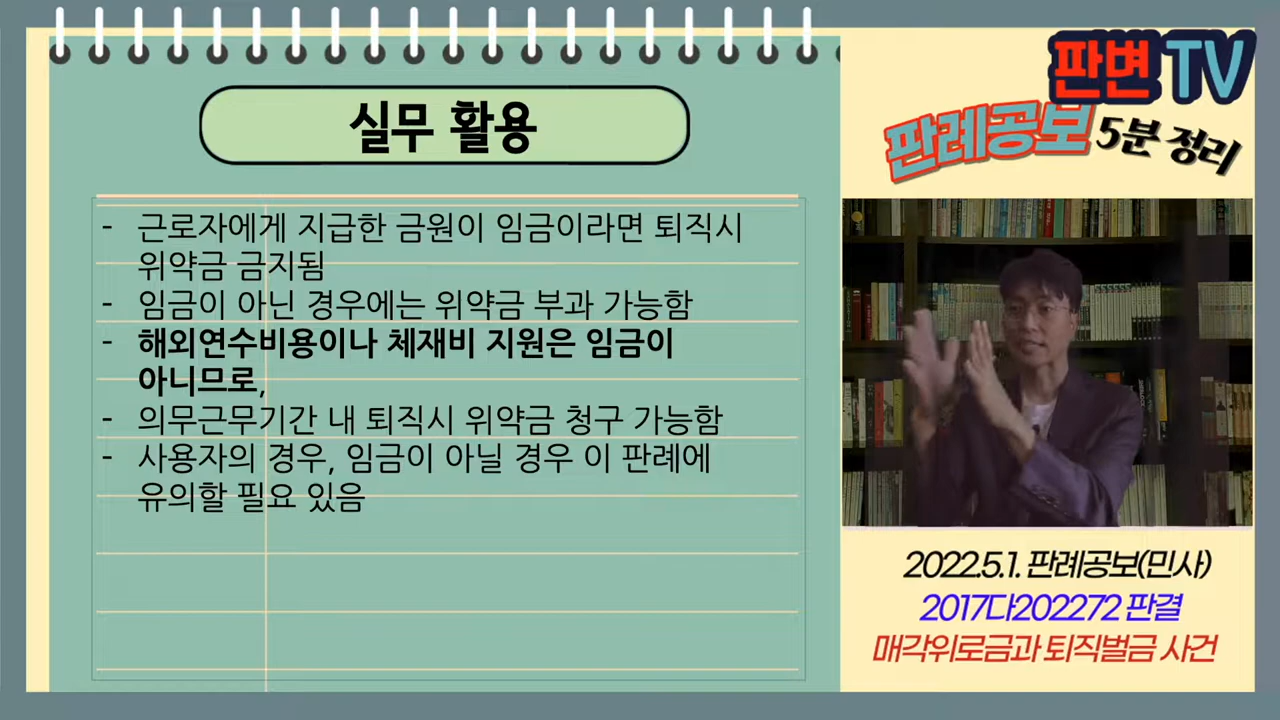 실무 활용
- 근로자에게 지급한 금원이 임금이라면 퇴직시
위약금 금지됨
- 임금이 아닌 경우에는 위약금 부과 가능함
- 해외연수비용이나 체재비 지원은 임금이
아니므로,
- 의무근무기간 내 퇴직시 위약금 청구 가능함
- 사용자의 경우, 임금이 아닐 경우 이 판례에
유의할 필요 있음
판변 TV
판례공보 5분 정리
2022.5.1. 판례공보(민사)
2017다202272 판결
매각위로금과 퇴직벌금 사건